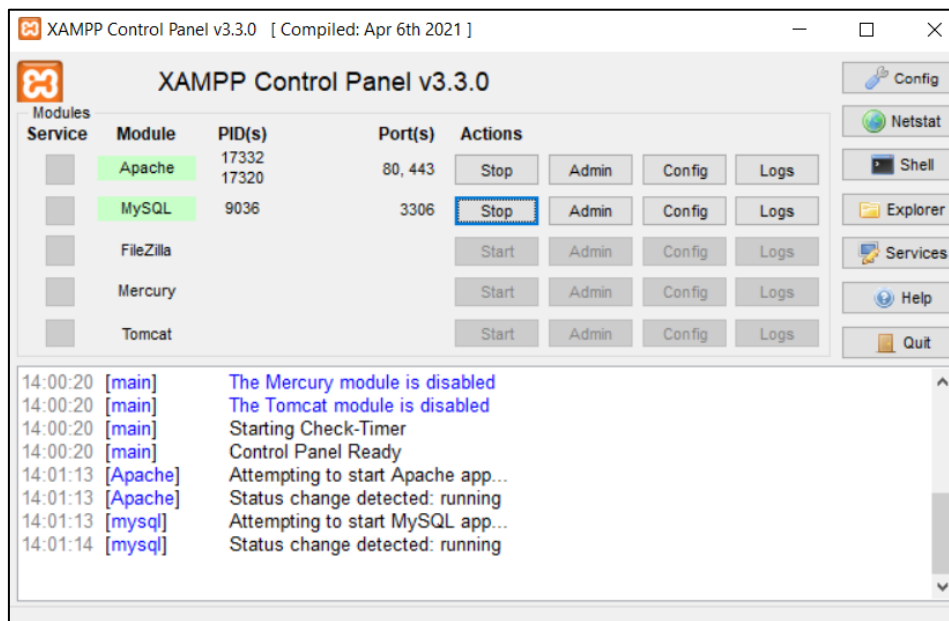 XAMPP Control Panel v3.3.0 [ Compiled: Apr 6th 2021 ]
XAMPP Control Panel v3.3.0
Config
Modules
Service Module PID(s) Port(s) Actions
Netstat
Apache 17332 17320 80, 443 Stop Admin Config Logs
Shell
MySQL 9036 3306 Stop Admin Config Logs
Explorer
FileZilla Start Admin Config Logs
Services
Mercury Start Admin Config Logs
Help
Tomcat Start Admin Config Logs
Quit
14:00:20 [main] The Mercury module is disabled
14:00:20 [main] The Tomcat module is disabled
14:00:20 [main] Starting Check-Timer
14:00:20 [main] Control Panel Ready
14:01:13 [Apache] Attempting to start Apache app...
14:01:13 [Apache] Status change detected: running
14:01:13 [mysql] Attempting to start MySQL app...
14:01:14 [mysql] Status change detected: running